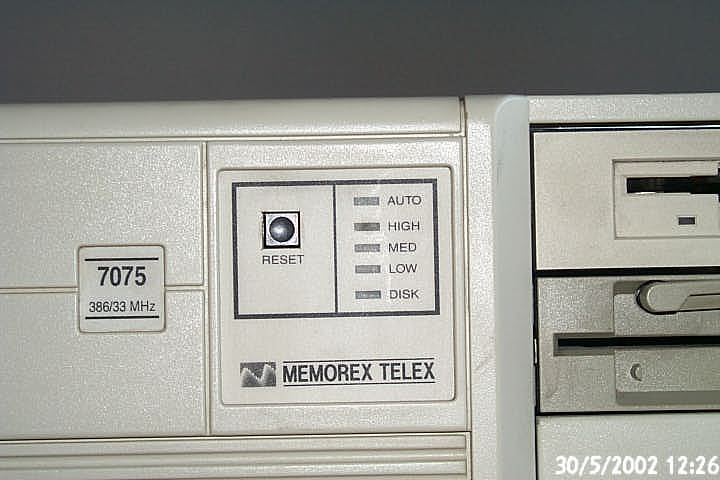 7075
386/33 MHz
RESET
AUTO
HIGH
MED
LOW
DISK
MEMOREX TELEX
30/5/2002 12:26